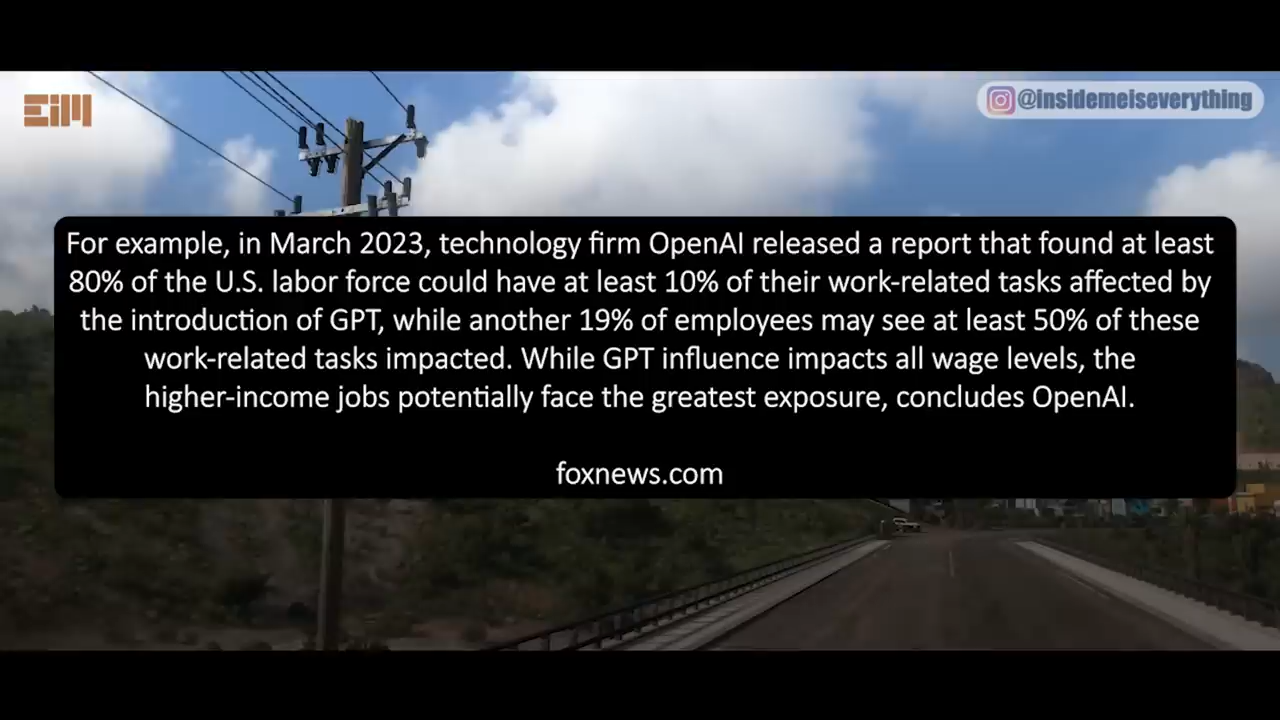 EiM
@insidemeiseverything
For example, in March 2023, technology firm OpenAI released a report that found at least
80% of the U.S. labor force could have at least 10% of their work-related tasks affected by
the introduction of GPT, while another 19% of employees may see at least 50% of these
work-related tasks impacted. While GPT influence impacts all wage levels, the
higher-income jobs potentially face the greatest exposure, concludes OpenAI.
foxnews.com